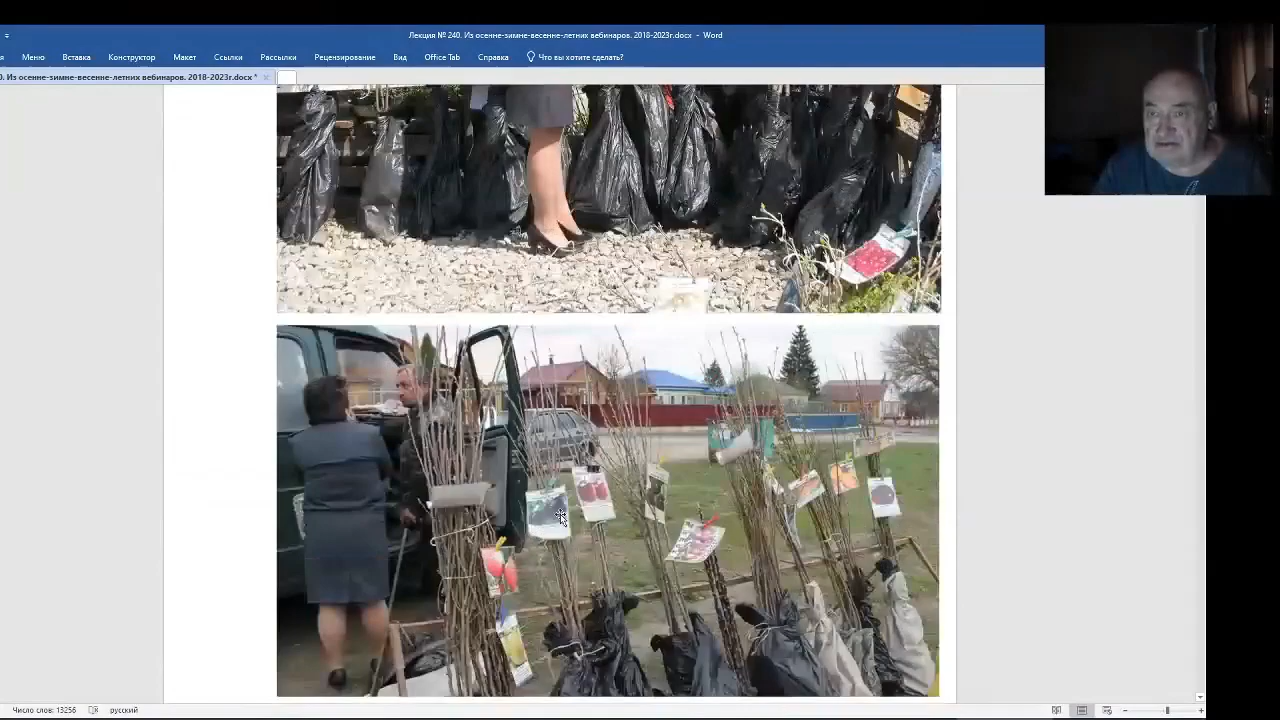 Лекция № 240. Из осенне-зимне-весенне-летних вебинаров. 2018-2023г.docx - Word
Меню Вставка Конструктор Макет Ссылки Рассылки Рецензирование Вид Office Tab Справка Что вы хотите сделать?
0. Из осенне-зимне-весенне-летних вебинаров. 2018-2023г.docx *
Число слов: 13256 русский